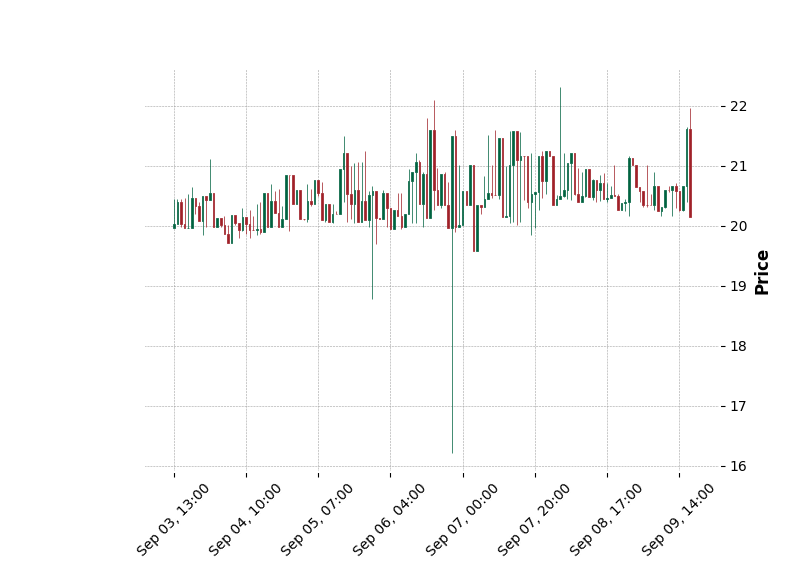 22
21
20
19
18
17
16
Price
Sep 03, 13:00
Sep 04, 10:00
Sep 05, 07:00
Sep 06, 04:00
Sep 07, 00:00
Sep 07, 20:00
Sep 08, 17:00
Sep 09, 14:00